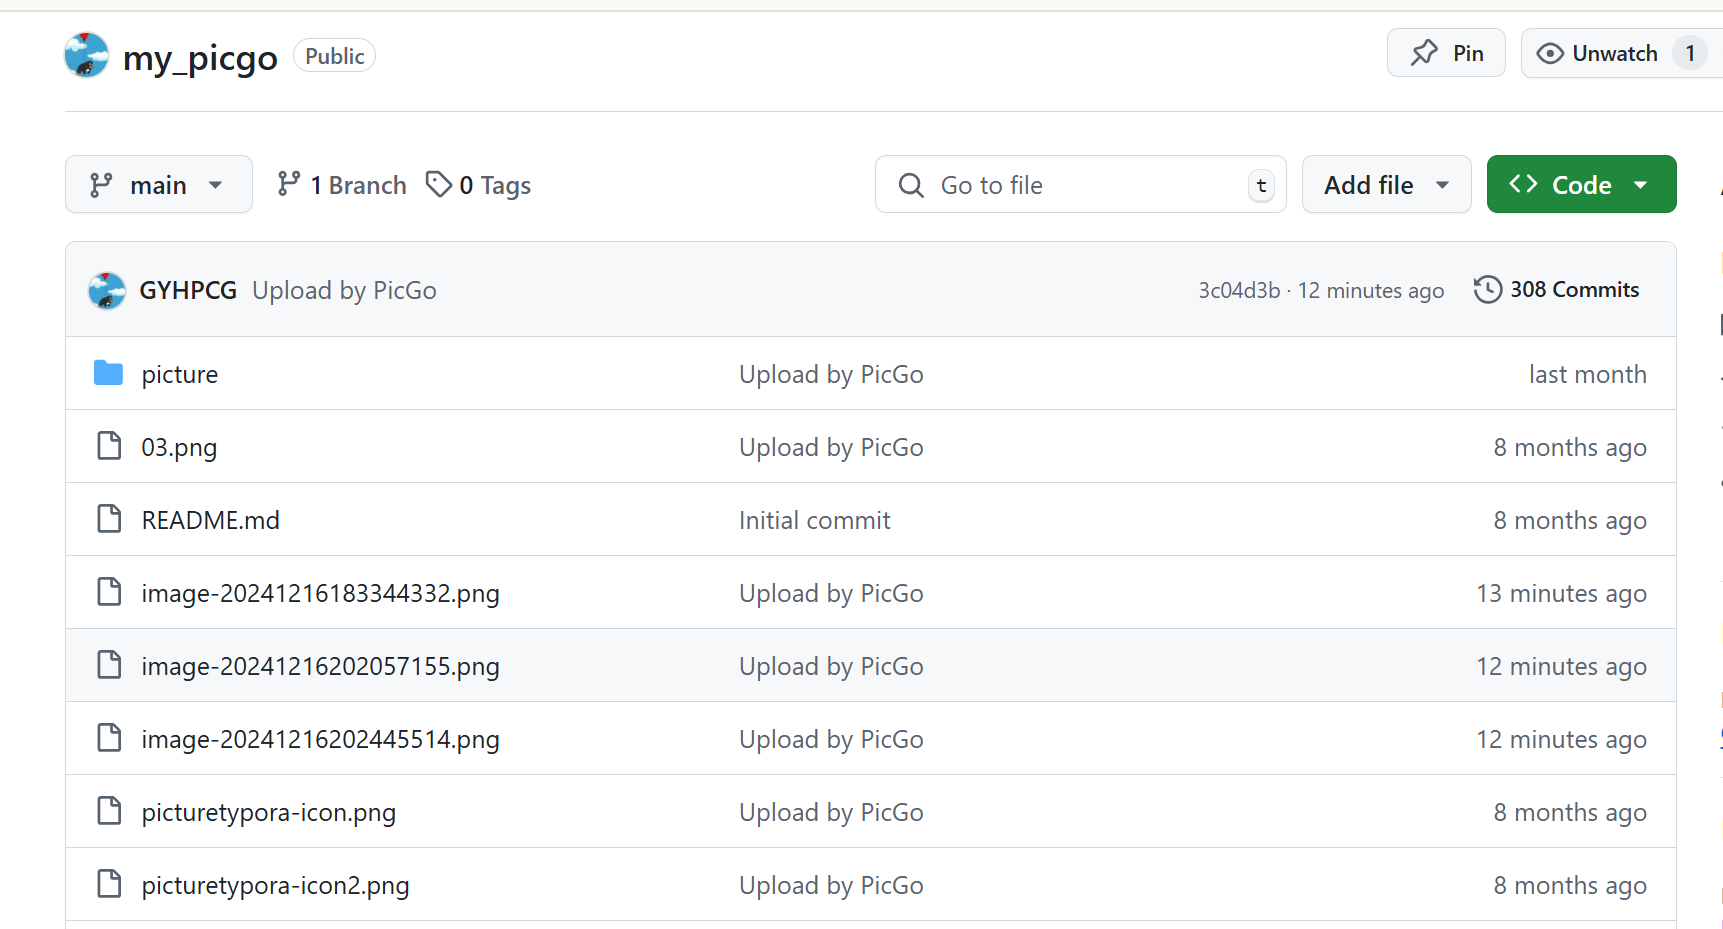 my_picgo Public Pin Unwatch 1
main 1 Branch 0 Tags Go to file t Add file Code
GYHPCG Upload by PicGo 3c04d3b · 12 minutes ago 308 Commits
picture Upload by PicGo last month
03.png Upload by PicGo 8 months ago
README.md Initial commit 8 months ago
image-20241216183344332.png Upload by PicGo 13 minutes ago
image-20241216202057155.png Upload by PicGo 12 minutes ago
image-20241216202445514.png Upload by PicGo 12 minutes ago
picturetypora-icon.png Upload by PicGo 8 months ago
picturetypora-icon2.png Upload by PicGo 8 months ago